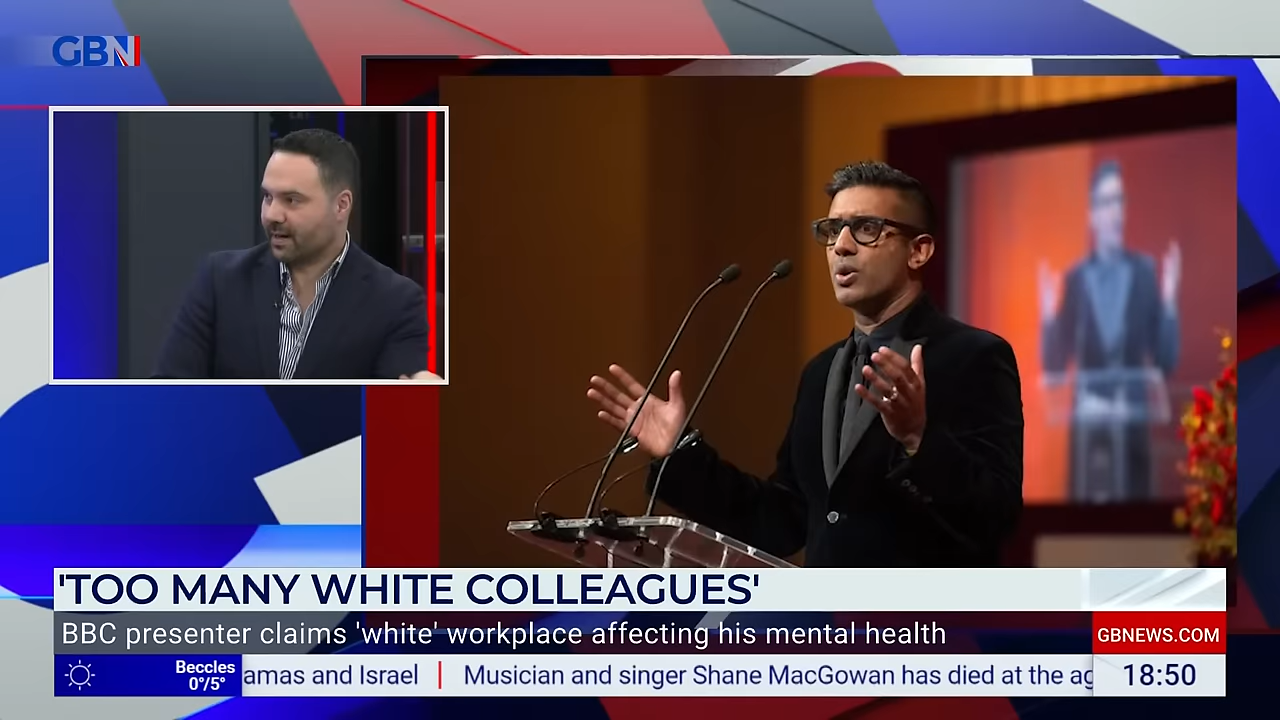 GBN
'TOO MANY WHITE COLLEAGUES'
BBC presenter claims 'white' workplace affecting his mental health
GBNEWS.COM
Beccles
0°/5°
amas and Israel | Musician and singer Shane MacGowan has died at the ag
18:50